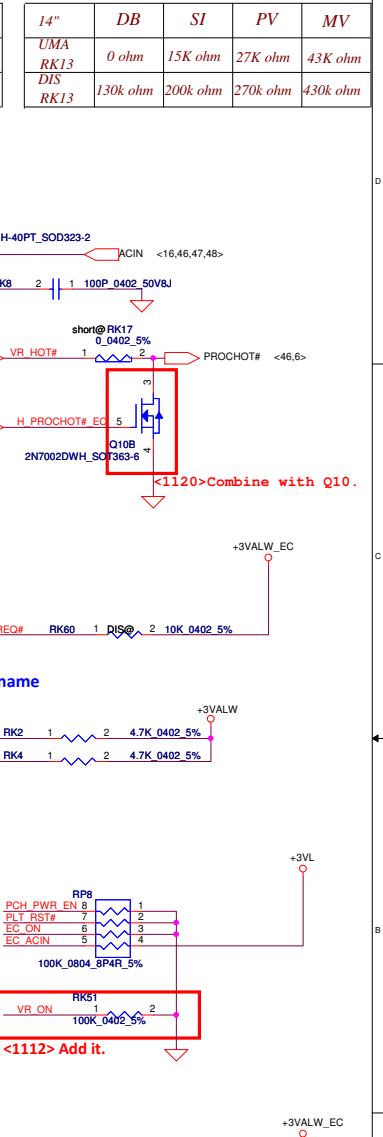 14" DB SI PV MV
UMA RK13 0 ohm 15K ohm 27K ohm 43K ohm
DIS RK13 130k ohm 200k ohm 270k ohm 430k ohm
D
H-40PT_SOD323-2
ACIN <16,46,47,48>
K8 2 1 100P_0402_50V8J
short@ RK17
0_0402_5%
VR_HOT# 1 2 PROCHOT# <46,6>
3
H_PROCHOT#_EC 5
4
Q10B
2N7002DWH_SOT363-6
<1120>Combine with Q10.
+3VALW_EC
C
REQ# RK60 1 DIS@ 2 10K_0402_5%
name
+3VALW
RK2 1 2 4.7K_0402_5%
RK4 1 2 4.7K_0402_5%
+3VL
RP8
PCH_PWR_EN 8 1
PLT_RST# 7 2
EC_ON 6 3
EC_ACIN 5 4
B
100K_0804_8P4R_5%
RK51
VR_ON 1 2
100K_0402_5%
<1112> Add it.
+3VALW_EC